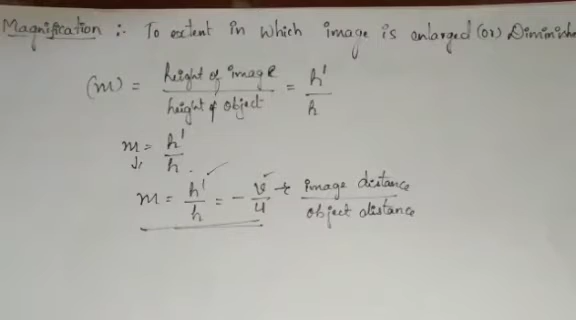 Magnification :- To extent in which image is enlarged (or) Diminishe
(m) = height of image / height of object = h' / h
m = h' / h .
m = h' / h = - v / u → image distance / object distance